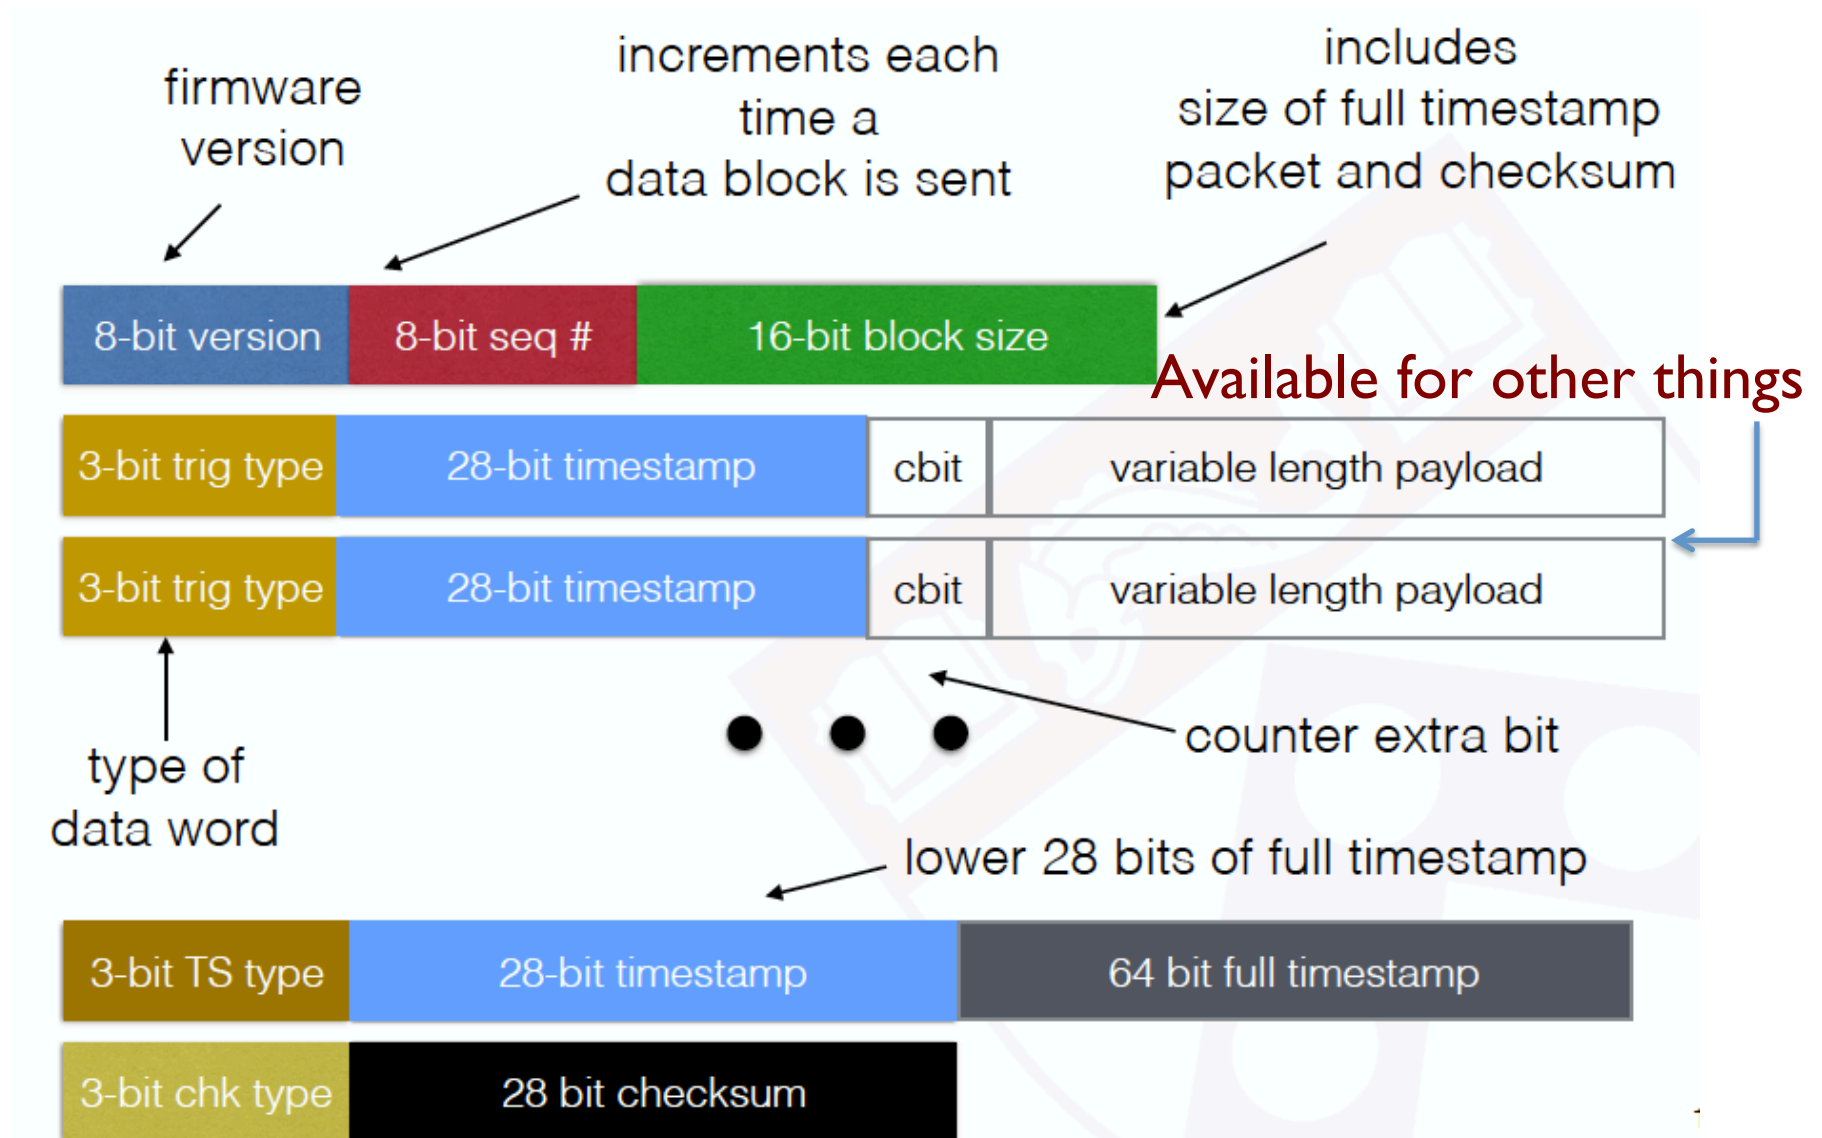 firmware
version
increments each
time a
data block is sent
includes
size of full timestamp
packet and checksum
8-bit version 8-bit seq # 16-bit block size
Available for other things
3-bit trig type 28-bit timestamp cbit variable length payload
3-bit trig type 28-bit timestamp cbit variable length payload
counter extra bit
type of
data word
lower 28 bits of full timestamp
3-bit TS type 28-bit timestamp 64 bit full timestamp
3-bit chk type 28 bit checksum